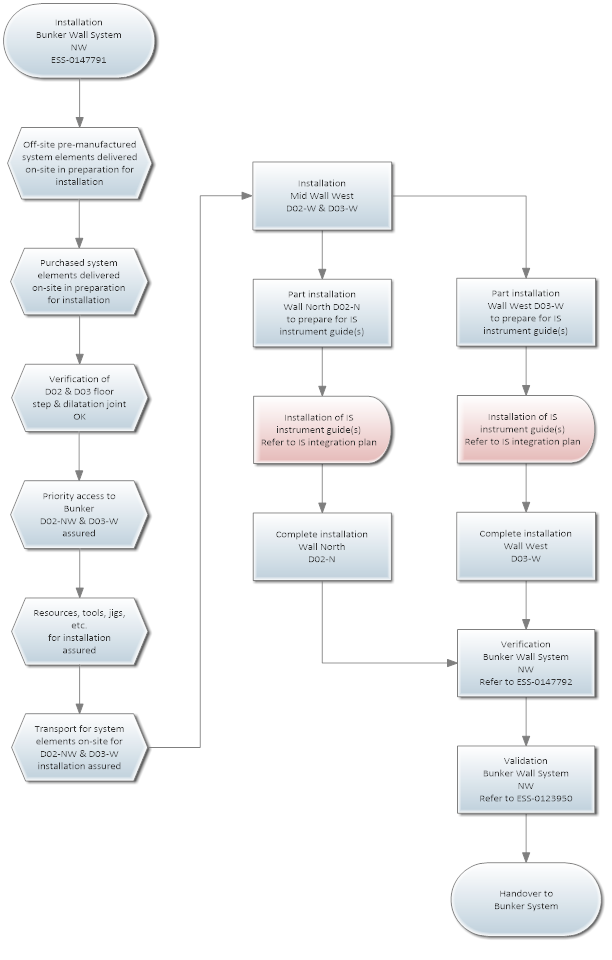 Installation
Bunker Wall System
NW
ESS-0147791
Off-site pre-manufactured
system elements delivered
on-site in preparation for
installation
Purchased system
elements delivered
on-site in preparation
for installation
Verification of
D02 & D03 floor
step & dilatation joint
OK
Priority access to
Bunker
D02-NW & D03-W
assured
Resources, tools, jigs,
etc.
for installation
assured
Transport for system
elements on-site for
D02-NW & D03-W
installation assured
Installation
Mid Wall West
D02-W & D03-W
Part installation
Wall North D02-N
to prepare for IS
instrument guide(s)
Installation of IS
instrument guide(s)
Refer to IS integration plan
Complete installation
Wall North
D02-N
Part installation
Wall West D03-W
to prepare for IS
instrument guide(s)
Installation of IS
instrument guide(s)
Refer to IS integration plan
Complete installation
Wall West
D03-W
Verification
Bunker Wall System
NW
Refer to ESS-0147792
Validation
Bunker Wall System
NW
Refer to ESS-0123950
Handover to
Bunker System